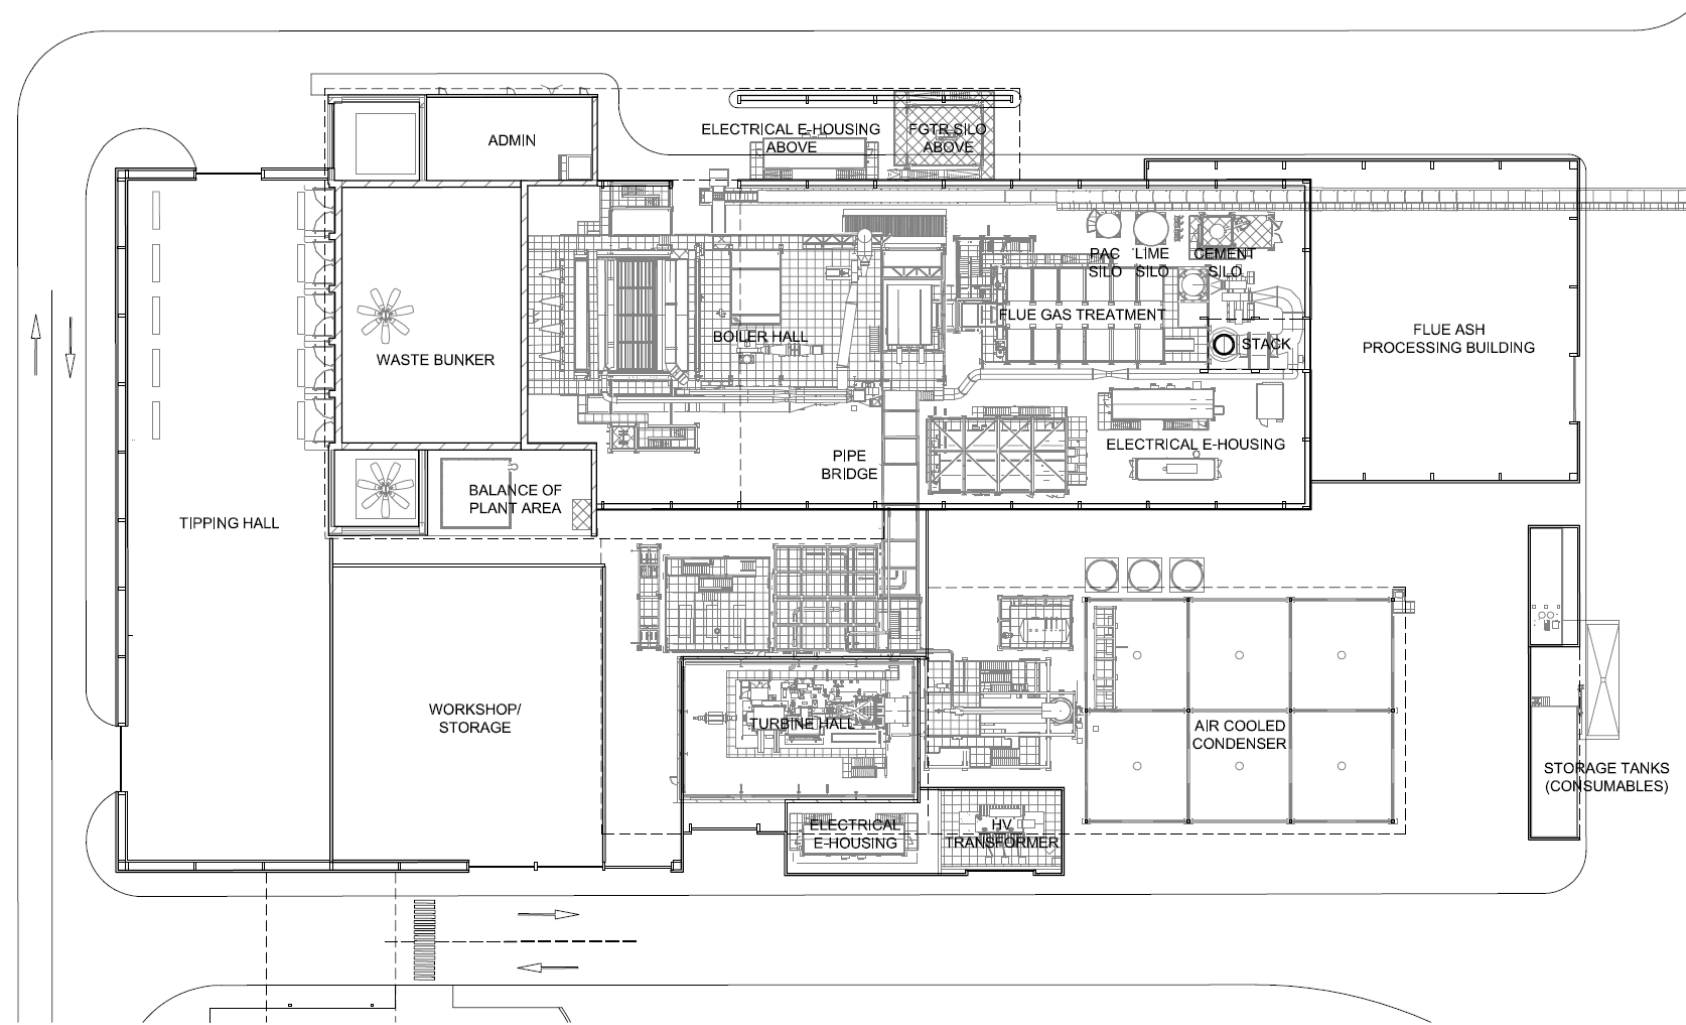 ADMIN
ELECTRICAL E-HOUSING
ABOVE
FGTR SILO
ABOVE
PAC
SILO
LIME
SILO
CEMENT
SILO
FLUE GAS TREATMENT
STACK
BOILER HALL
WASTE BUNKER
FLUE ASH
PROCESSING BUILDING
ELECTRICAL E-HOUSING
PIPE
BRIDGE
BALANCE OF
PLANT AREA
TIPPING HALL
WORKSHOP/
STORAGE
TURBINE HALL
AIR COOLED
CONDENSER
STORAGE TANKS
(CONSUMABLES)
ELECTRICAL
E-HOUSING
HV
TRANSFORMER